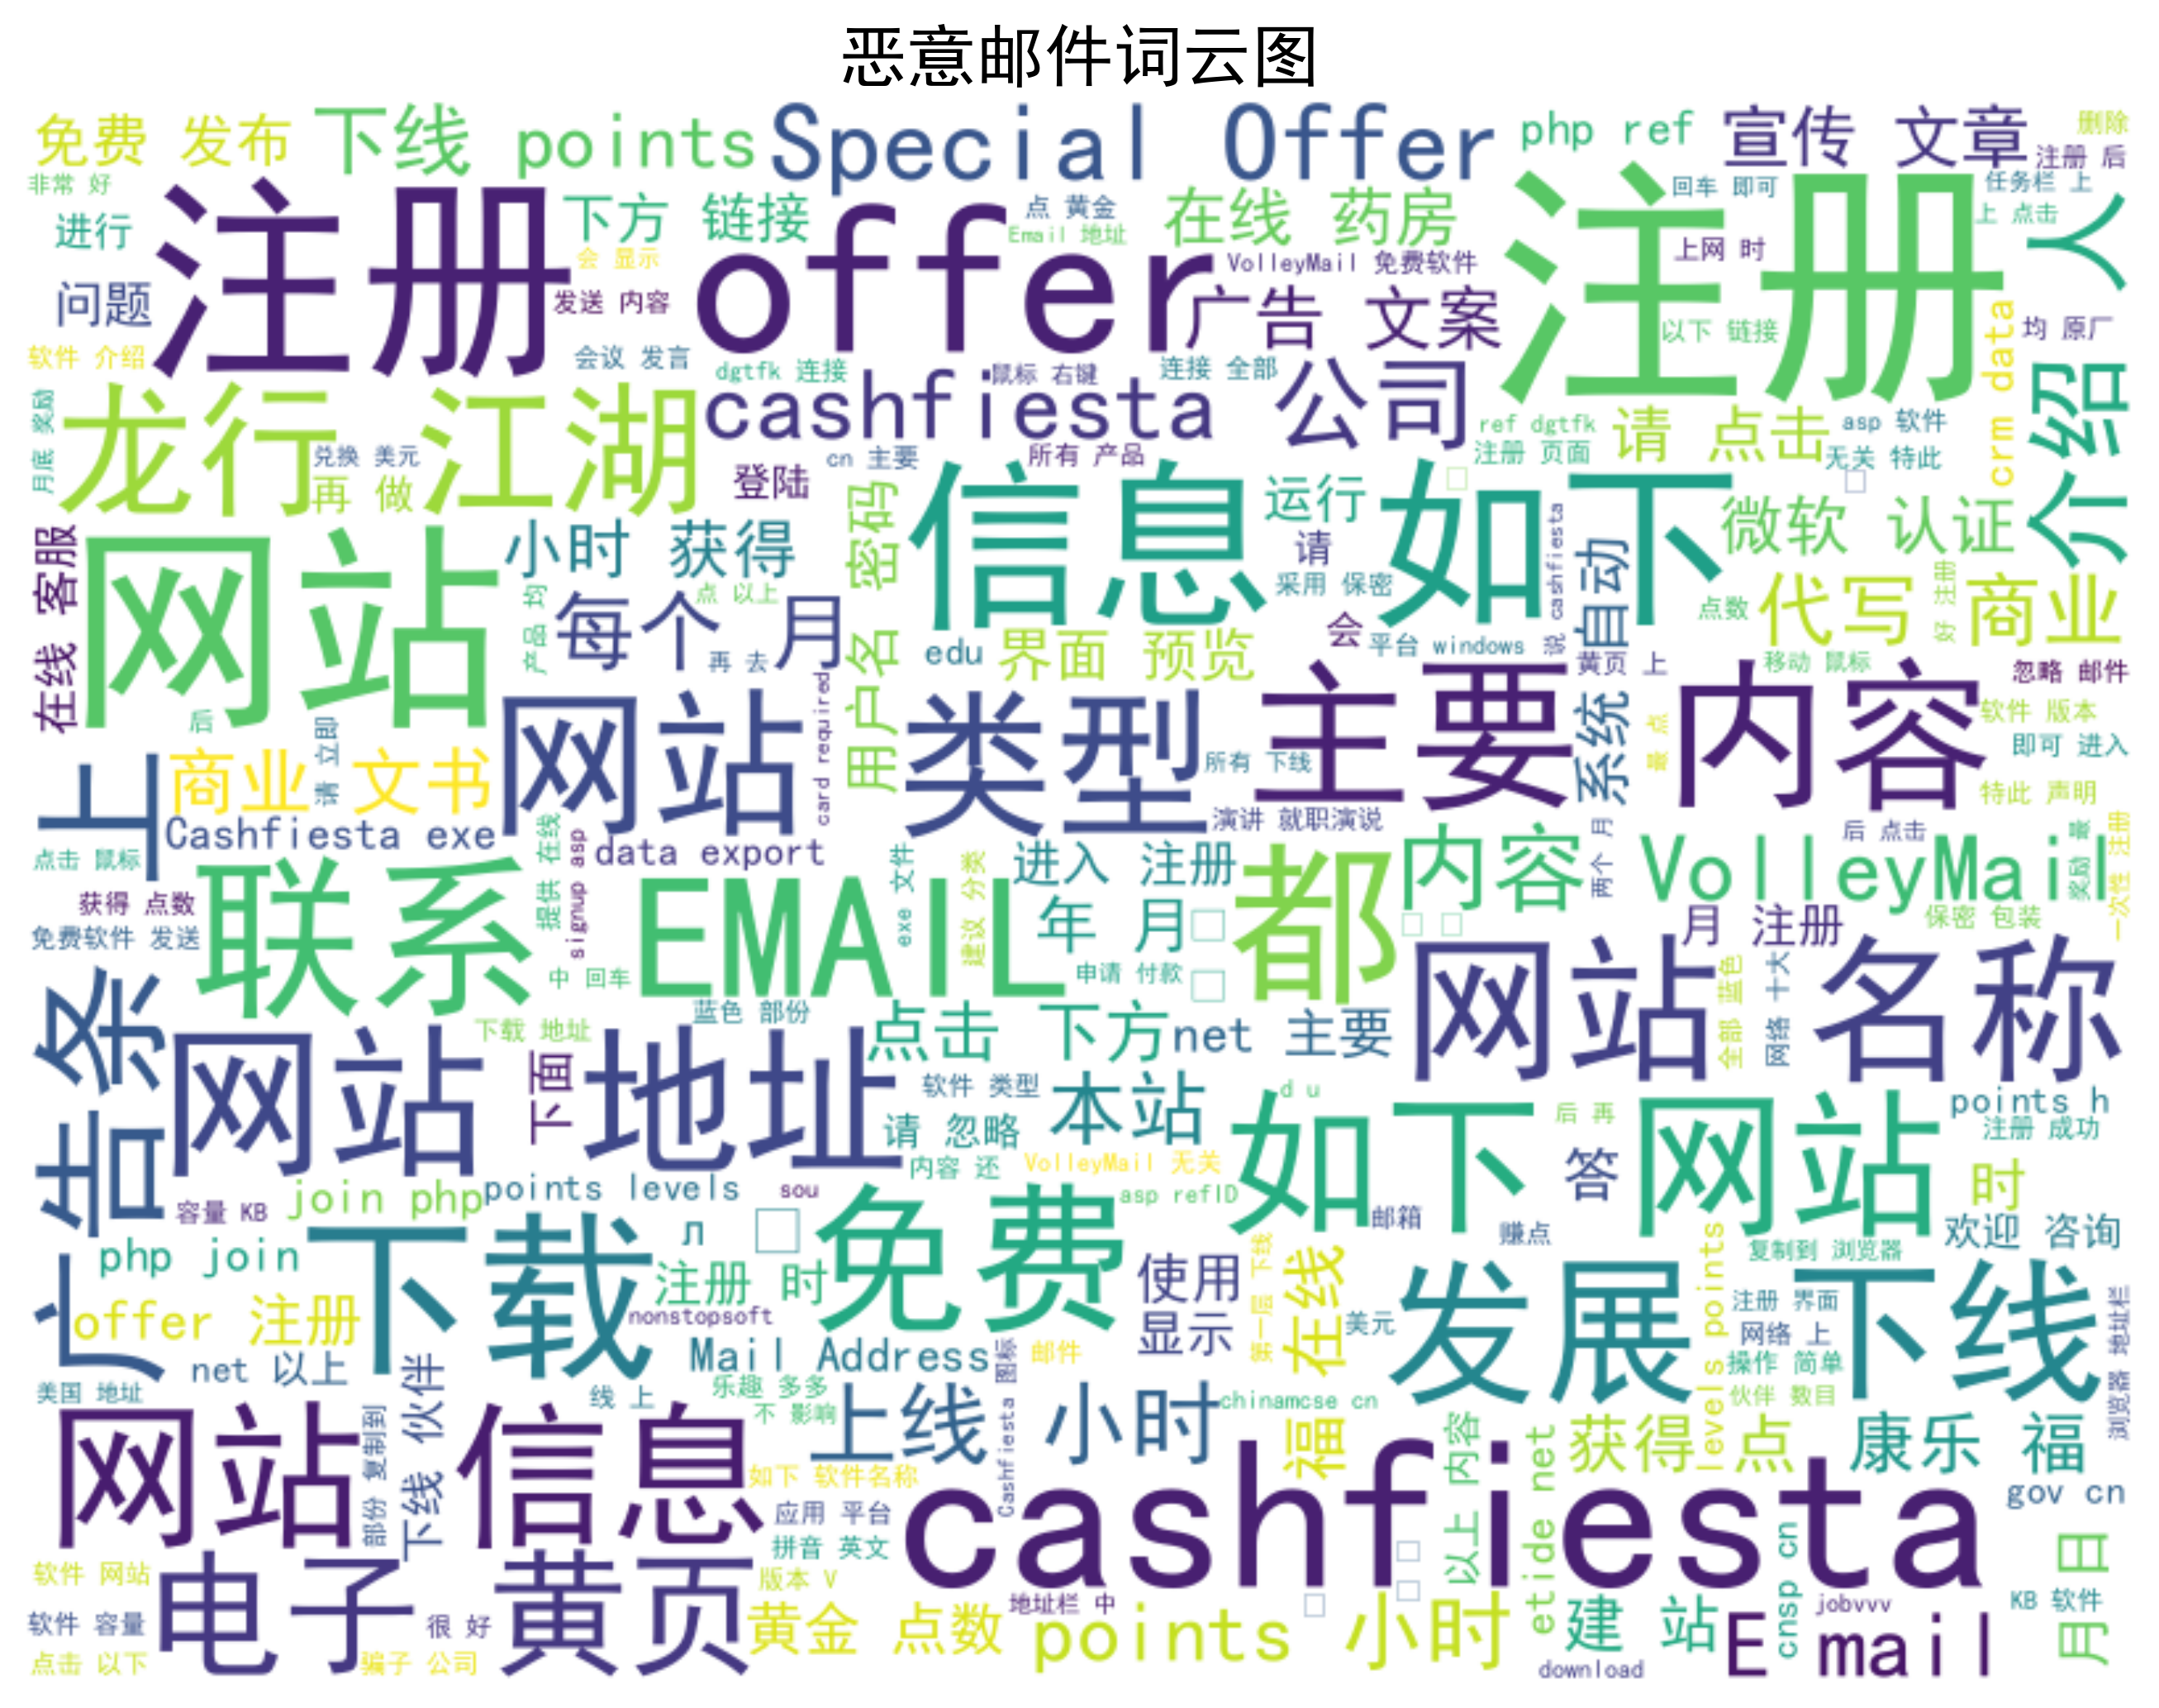 恶意邮件词云图
免费 发布
下线 points
Special Offer
php ref
宣传 文章
删除
注册 后
非常 好
进行
注册
下方 链接
offer
点 黄金
Email 地址
在线 药房
注册
回车 即可
任务栏 上
上 点击
介绍 人
问题
会 显示
发送 内容
VolleyMail 免费软件
上网 时
广告 文案
以下 链接
crm data
均 原厂
软件 介绍
会议 发言
dgtfk 连接
鼠标 右键
连接 全部
月底 奖励
龙行 江湖
cashfiesta 公司
ref dgtfk
请 点击
asp 软件
兑换 美元
再 做
登陆
cn 主要
所有 产品
注册 页面
无关 特此
在线 客服
网站
小时 获得
用户名 密码
信息 如下
运行
请
采用 保密
说 cashfiesta
系统 自动
微软 认证
产品 均
每个 月
点 以上
再 去
edu
界面 预览
会
平台 windows
点数
代写 商业
好 注册
黄页 上
移动 鼠标
忽略 邮件
后
请 立即
网站 类型
card required
所有 下线
主要 内容
最 点
软件 版本
即可 进入
特此 声明
广告条 上
商业 文书
Cashfiesta exe
点击 鼠标
提供 在线
signup asp
data export
演讲 就职演说
两个 月
后 点击
奖励 最
一次性 注册
获得 点数
免费软件 发送
联系 EMAIL
exe 文件
建议 分类
进入 注册
年 月
都
内容
VolleyMail
月 注册
保密 包装
中 回车
申请 付款
网站 名称
下载 地址
蓝色 部份
点击 下方
net 主要
全部 蓝色
网络 十大
网站 地址
下面
软件 类型
本站
d u
请 忽略
内容 还
VolleyMail 无关
如下 网站
后 再
答
points h
注册 成功
时
容量 KB
join php
points levels
sou
免费
asp refID
邮箱
赚点
欢迎 咨询
php join
下载
л
注册 时
使用
显示
第一层 下线
在线
美元
发展 下线
levels points
复制到 浏览器
注册 界面
网络 上
浏览器 地址栏
offer 注册
nonstopsoft
net 以上
Mail Address
Cashfiesta 图标
邮件
操作 简单
美国 地址
下线 伙伴
线 上
乐趣 多多
不 影响
上线 小时
chinamcse cn
伙伴 数目
网站 信息
部份 复制到
如下 软件名称
应用 平台
拼音 英文
cashfiesta
福
以上 内容
etide net
获得 点
康乐 福
gov cn
软件 网站
电子 黄页
版本 V
月 日
软件 容量
很 好
黄金 点数
地址栏 中
points 小时
建 站
cnsp cn
jobvvv
KB 软件
点击 以下
骗子 公司
download
E mail